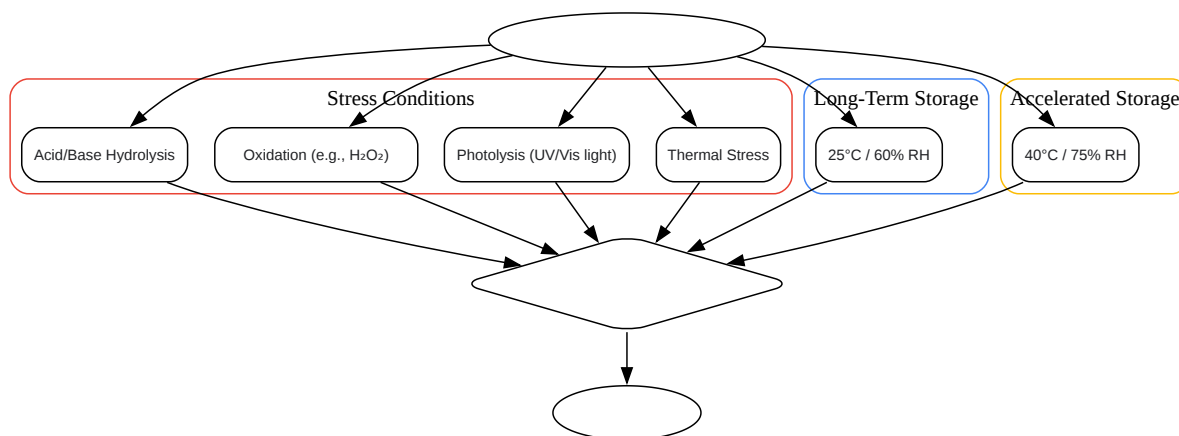 Stress Conditions
Long-Term Storage
Accelerated Storage
Acid/Base Hydrolysis
Oxidation (e.g., H₂O₂)
Photolysis (UV/Vis light)
Thermal Stress
25°C / 60% RH
40°C / 75% RH